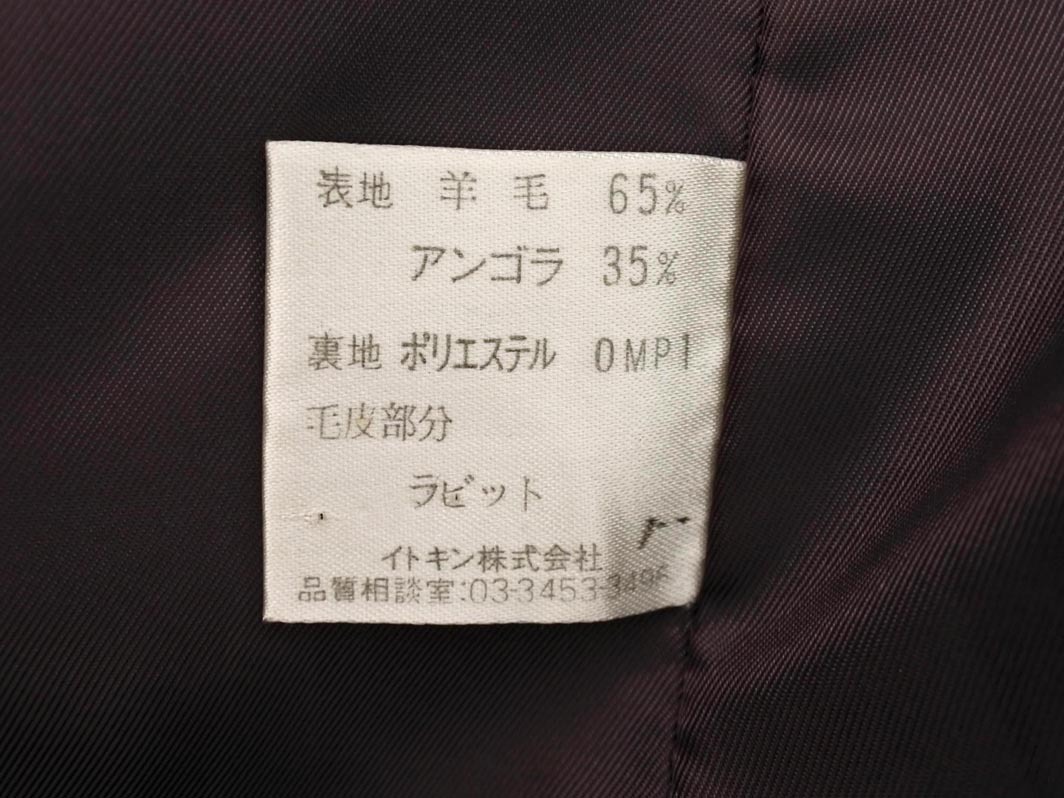 表地 羊毛 65%
アンゴラ 35%
裏地 ポリエステル 0MP1
毛皮部分
ラビット
イトキン株式会社
品質相談室:03-3453-3496